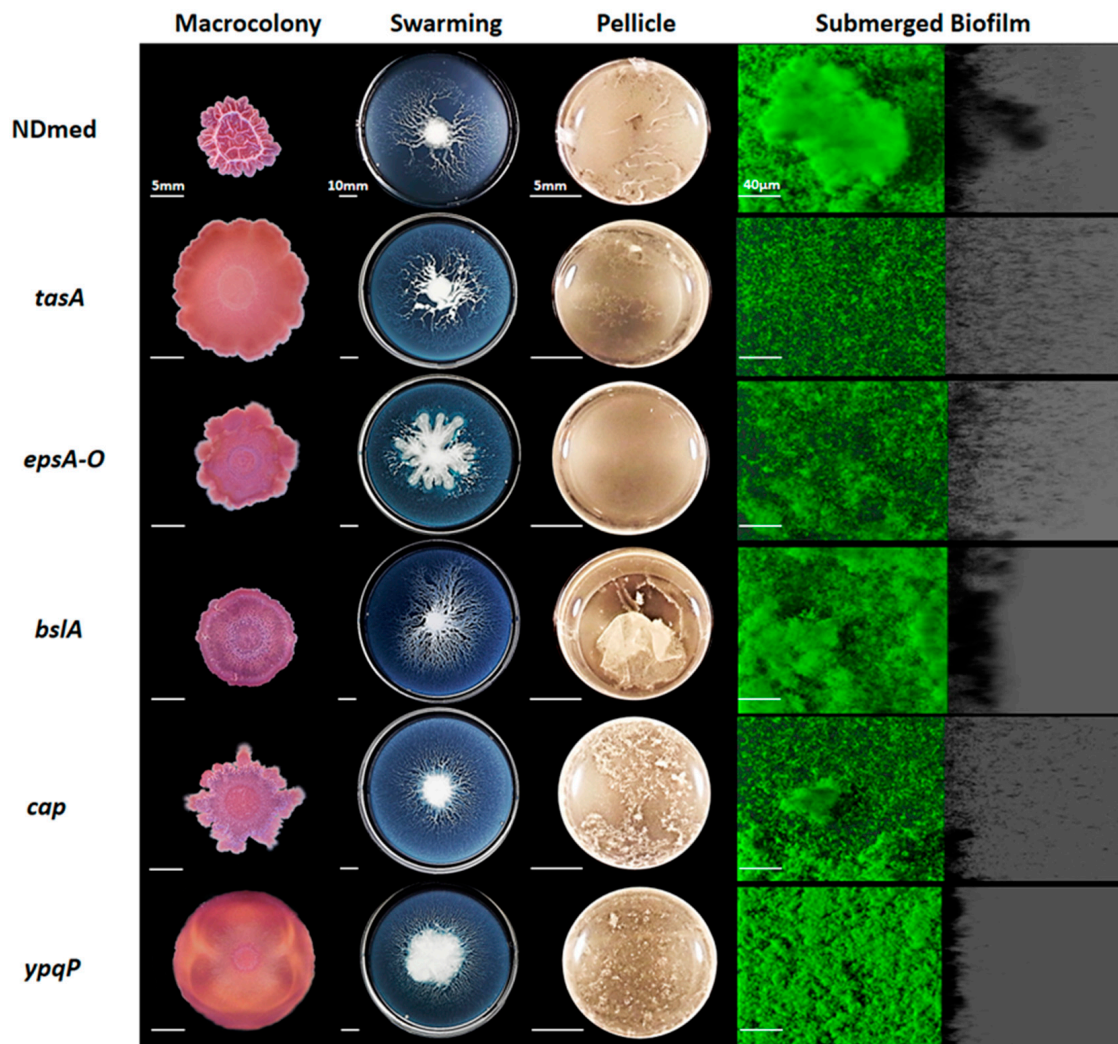 Macrocolony Swarming Pellicle Submerged Biofilm
NDmed
5mm 10mm 5mm 40µm
tasA
epsA-O
bslA
cap
ypqP